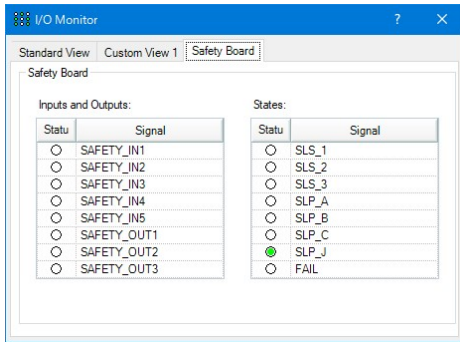 I/O Monitor ?
Standard View Custom View 1 Safety Board
Safety Board
Inputs and Outputs: States:
Statu Signal Statu Signal
SAFETY_IN1 SLS_1
SAFETY_IN2 SLS_2
SAFETY_IN3 SLS_3
SAFETY_IN4 SLP_A
SAFETY_IN5 SLP_B
SAFETY_OUT1 SLP_C
SAFETY_OUT2 SLP_J
SAFETY_OUT3 FAIL